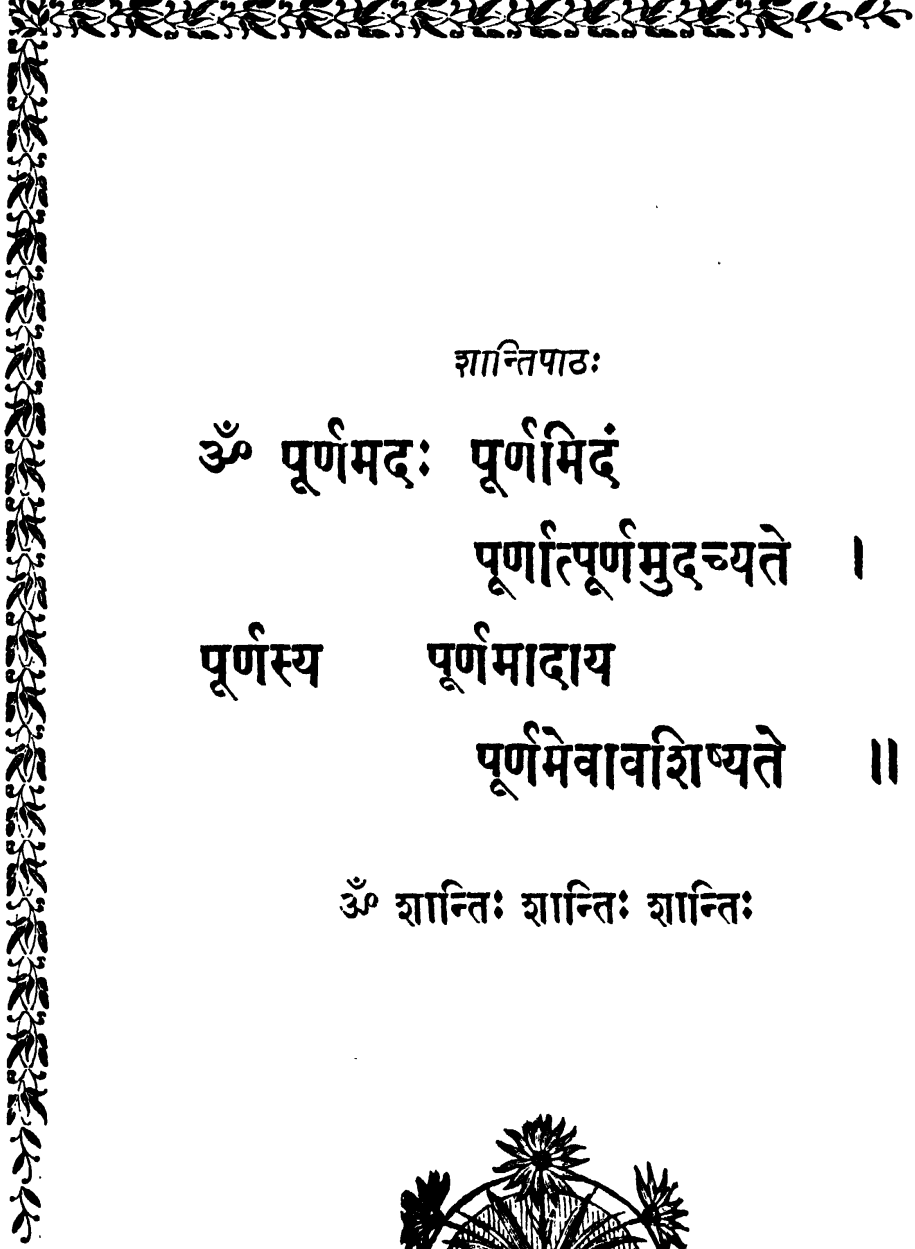 शान्तिपाठः
ॐ पूर्णमदः पूर्णमिदं
पूर्णात्पूर्णमुदच्यते ।
पूर्णस्य पूर्णमादाय
पूर्णमेवावशिष्यते ॥
ॐ शान्तिः शान्तिः शान्तिः